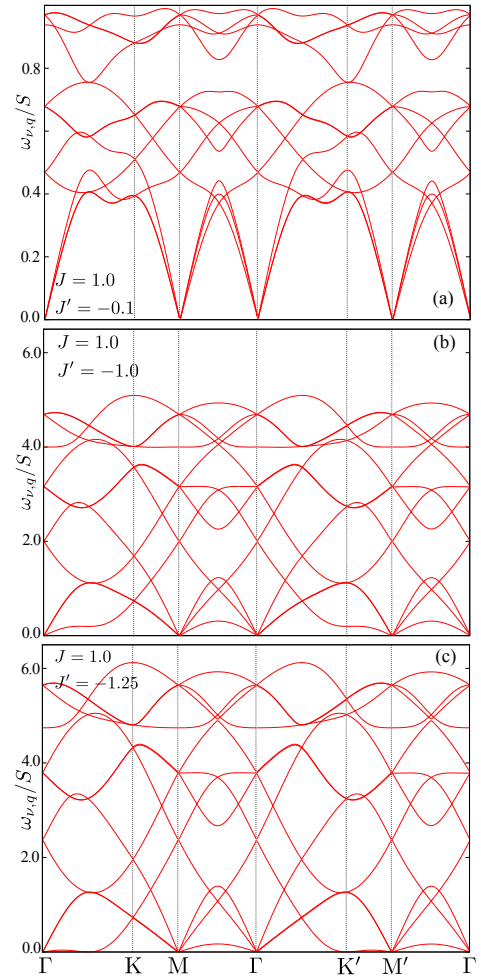 0.8
ω_{ν,q}/S
0.4
0.2
0.0
J = 1.0
J′ = −0.1
(a)
6.0
J = 1.0
J′ = −1.0
(b)
4.0
ω_{ν,q}/S
2.0
0.0
6.0
J = 1.0
J′ = −1.25
(c)
4.0
ω_{ν,q}/S
2.0
0.0
Γ K M Γ K′ M′ Γ